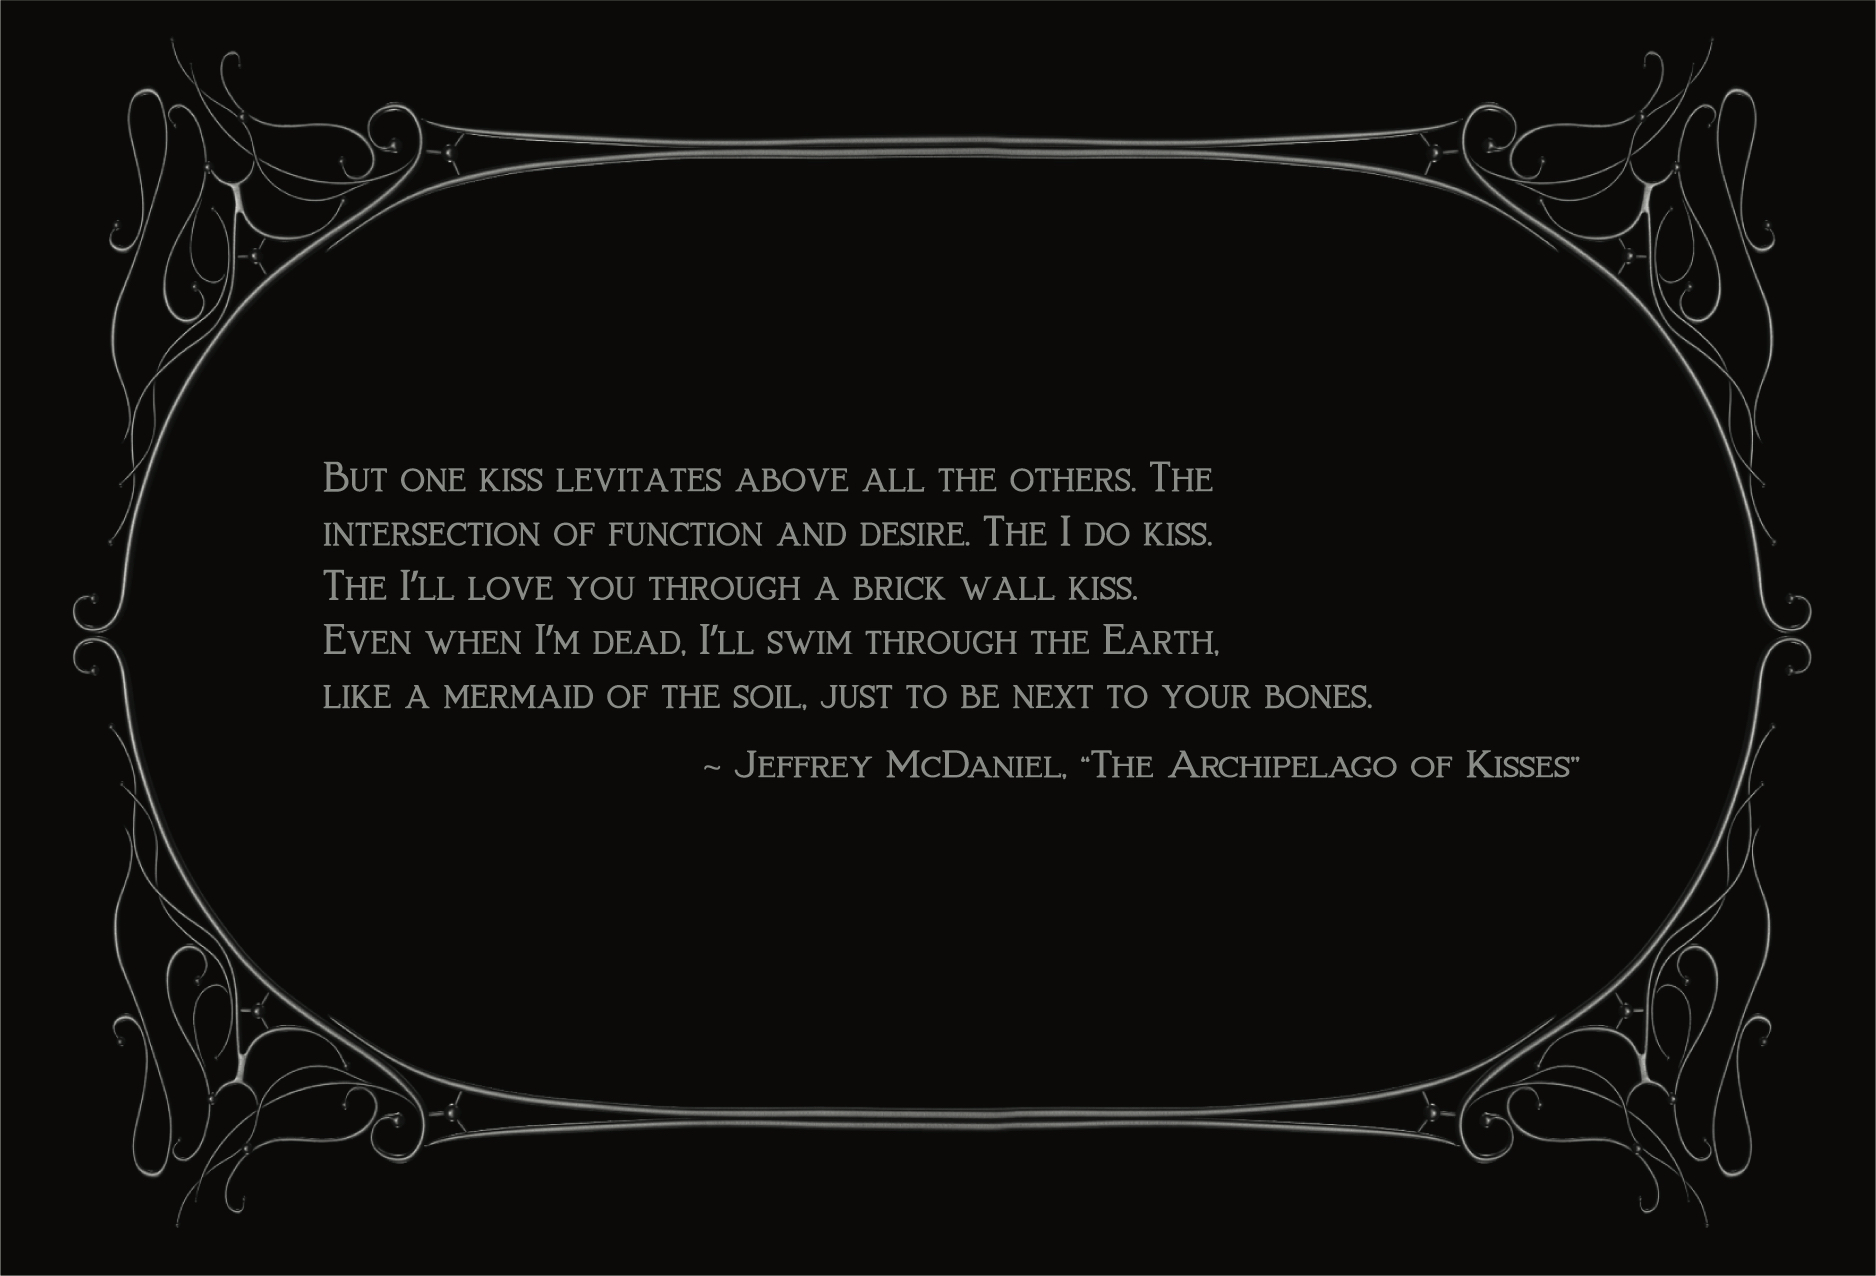 But one kiss levitates above all the others. The
intersection of function and desire. The I do kiss.
The I'll love you through a brick wall kiss.
Even when I'm dead, I'll swim through the Earth,
like a mermaid of the soil, just to be next to your bones.
~ Jeffrey McDaniel, “The Archipelago of Kisses”